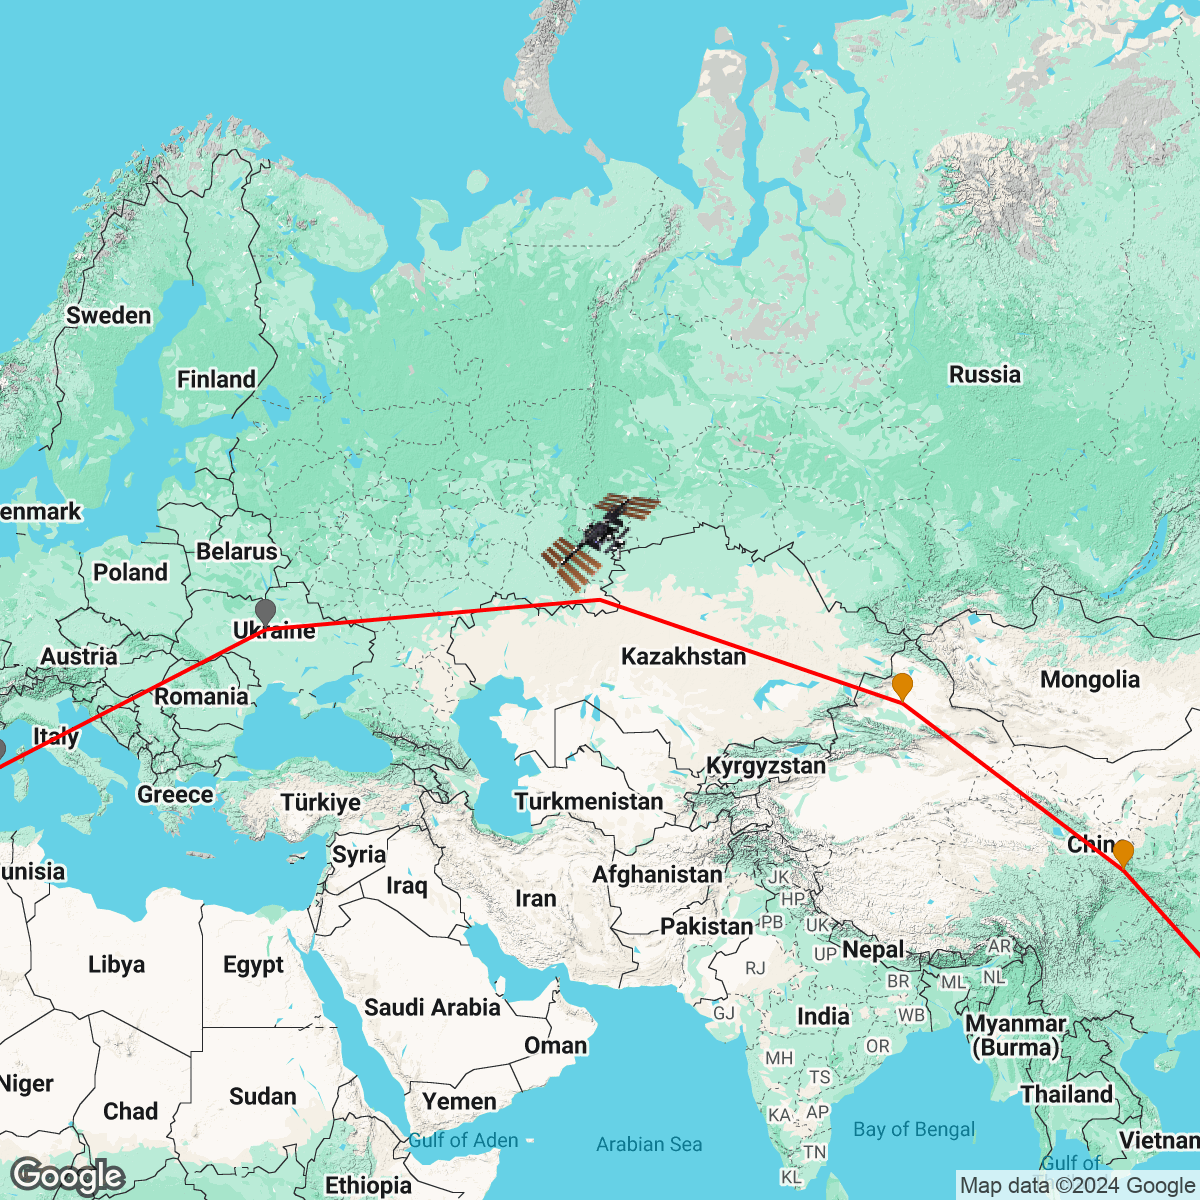 Sweden
Russia
Finland
enmark
Belarus
Poland
Ukraine
Austria
Kazakhstan
Mongolia
Romania
Italy
Kyrgyzstan
Greece
Türkiye
Turkmenistan
Chin
Syria
unisia
Iraq
Afghanistan
JK
Iran
HP
Pakistan
PB
UK
Nepal
AR
UP
Libya
Egypt
RJ
NL
BR
ML
Saudi Arabia
GJ
India
WB
Myanmar
(Burma)
Oman
OR
MH
TS
Niger
Sudan
Thailand
Chad
Yemen
KA
AP
Bay of Bengal
Gulf of Aden
Arabian Sea
Vietnam
TN
Gulf of
KL
Google
Ethiopia
Map data ©2024 Google